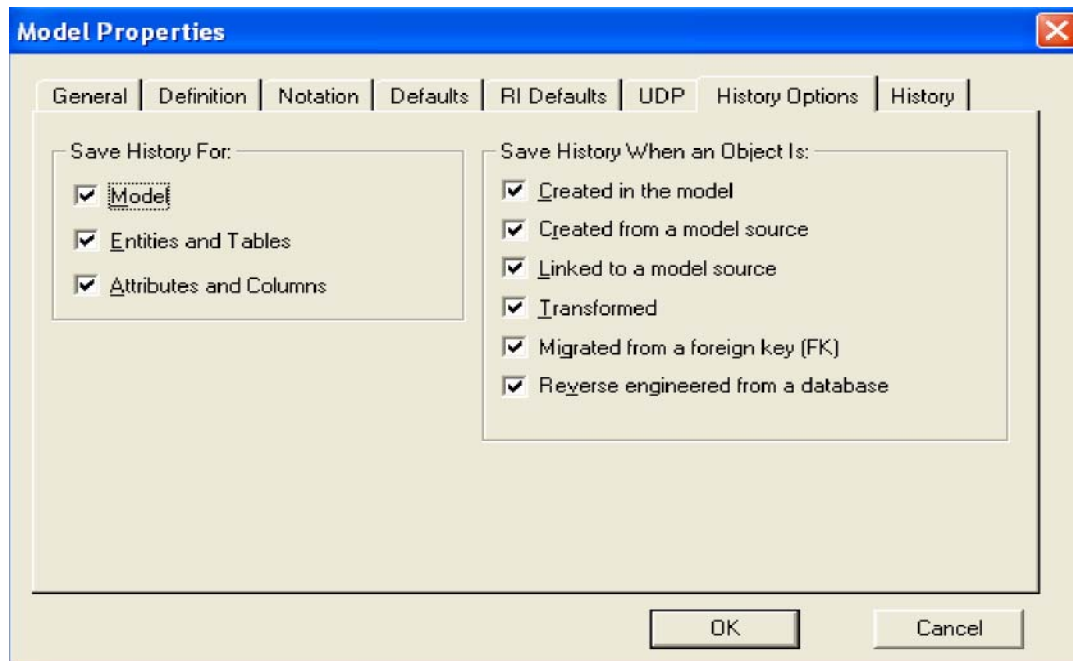 Model Properties
General Definition Notation Defaults RI Defaults UDP History Options History
Save History For:
Model
Entities and Tables
Attributes and Columns
Save History When an Object Is:
Created in the model
Created from a model source
Linked to a model source
Transformed
Migrated from a foreign key (FK)
Reverse engineered from a database
OK Cancel